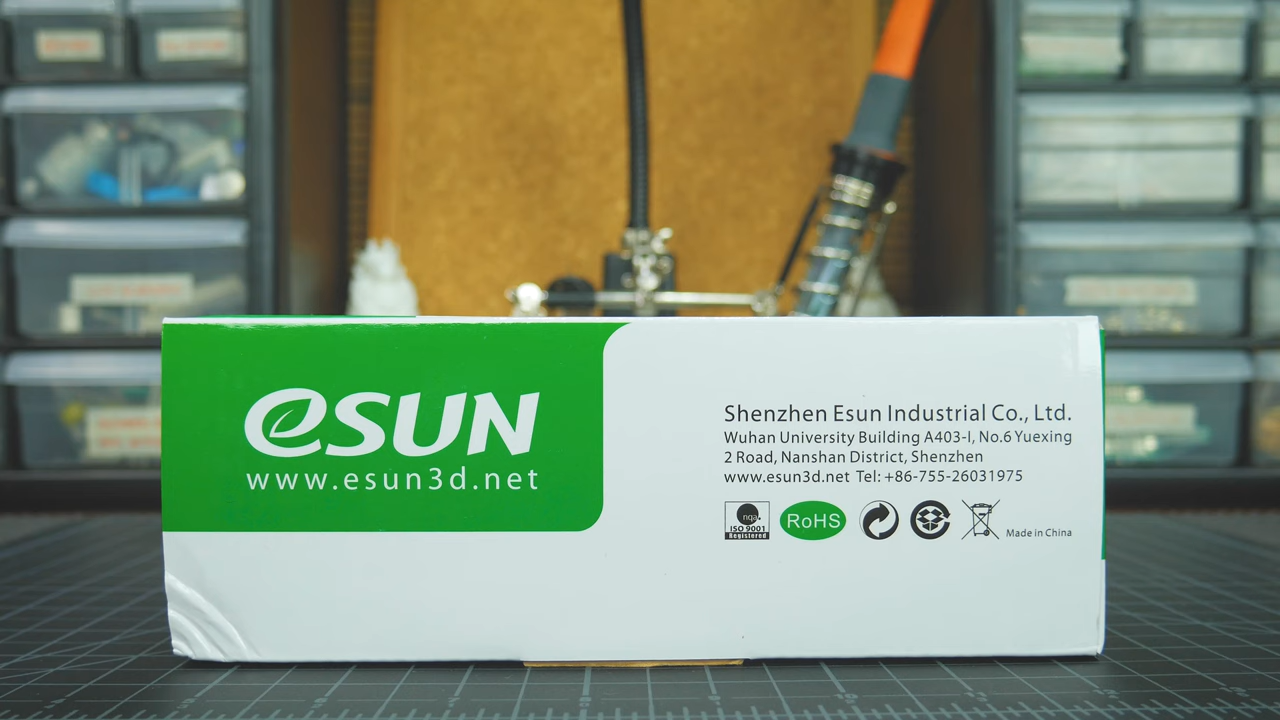 eSUN
www.esun3d.net
Shenzhen Esun Industrial Co., Ltd.
Wuhan University Building A403-I, No.6 Yuexing
2 Road, Nanshan District, Shenzhen
www.esun3d.net Tel: +86-755-26031975
nqa.
ISO 9001
Registered
RoHS
Made in China